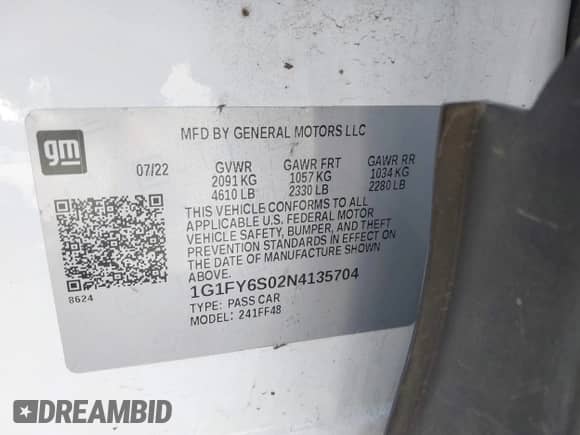 gm
MFD BY GENERAL MOTORS LLC
07/22 GVWR GAWR FRT GAWR RR
2091 KG 1057 KG 1034 KG
4610 LB 2330 LB 2280 LB
THIS VEHICLE CONFORMS TO ALL
APPLICABLE U.S. FEDERAL MOTOR
VEHICLE SAFETY, BUMPER, AND THEFT
PREVENTION STANDARDS IN EFFECT ON
THE DATE OF MANUFACTURE SHOWN
ABOVE.
8624
1G1FY6S02N4135704
TYPE: PASS CAR
MODEL: 241FF48
DREAMBID